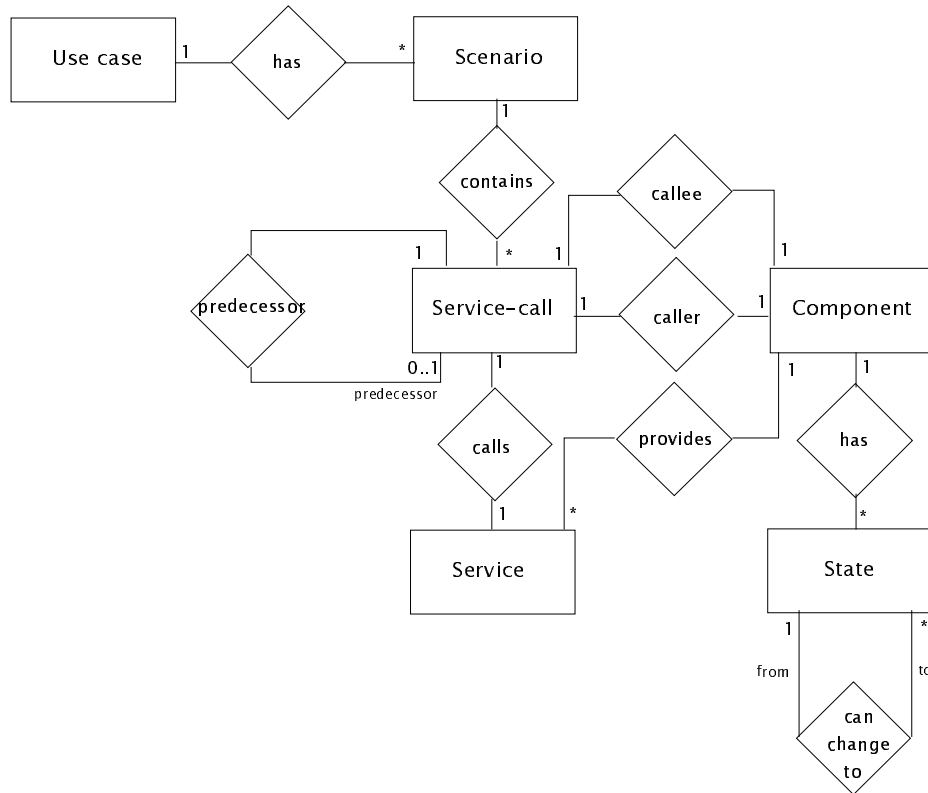 Use case
1
has
*
Scenario
1
contains
*
callee
1
1
1
predecessor
Service-call
1
caller
1
Component
0..1
predecessor
1
1
1
calls
provides
has
1
*
*
Service
State
1
*
from
to
can
change
to